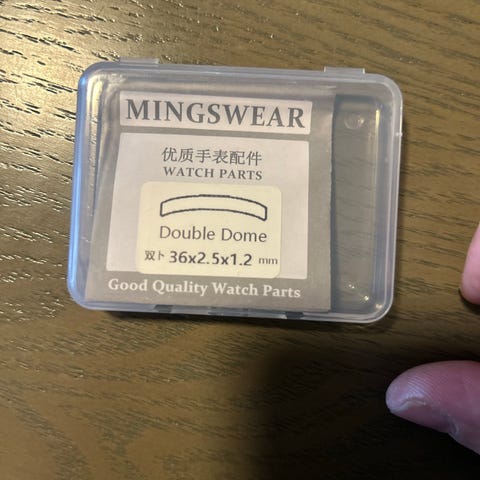 MINGSWEAR
优质手表配件
WATCH PARTS
Double Dome
双卜 36x2.5x1.2 mm
Good Quality Watch Parts